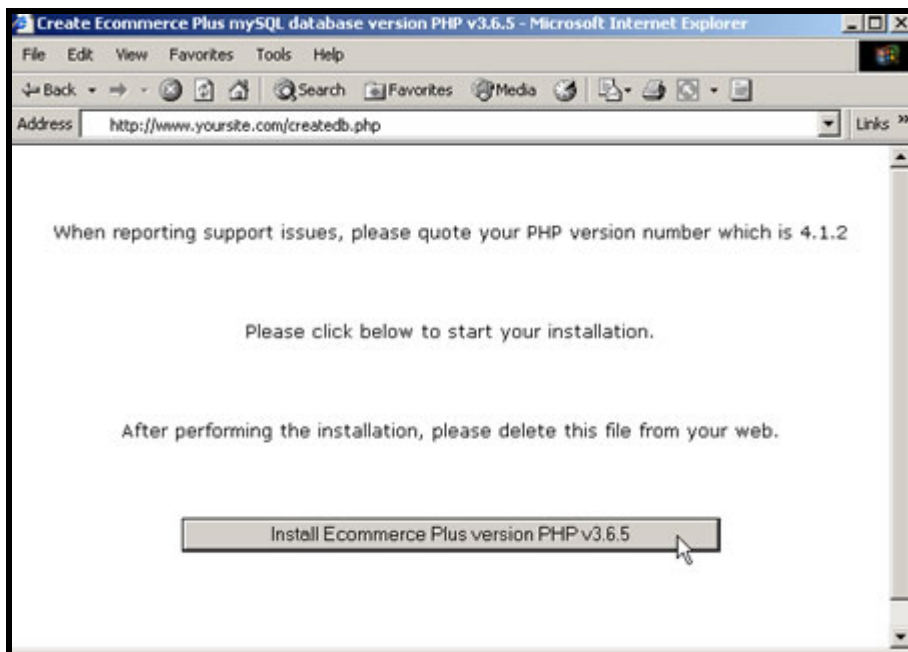 Create Ecommerce Plus mySQL database version PHP v3.6.5 - Microsoft Internet Explorer
File Edit View Favorites Tools Help
Back Search Favorites Media
Address http://www.yoursite.com/createdb.php Links »
When reporting support issues, please quote your PHP version number which is 4.1.2
Please click below to start your installation.
After performing the installation, please delete this file from your web.
Install Ecommerce Plus version PHP v3.6.5